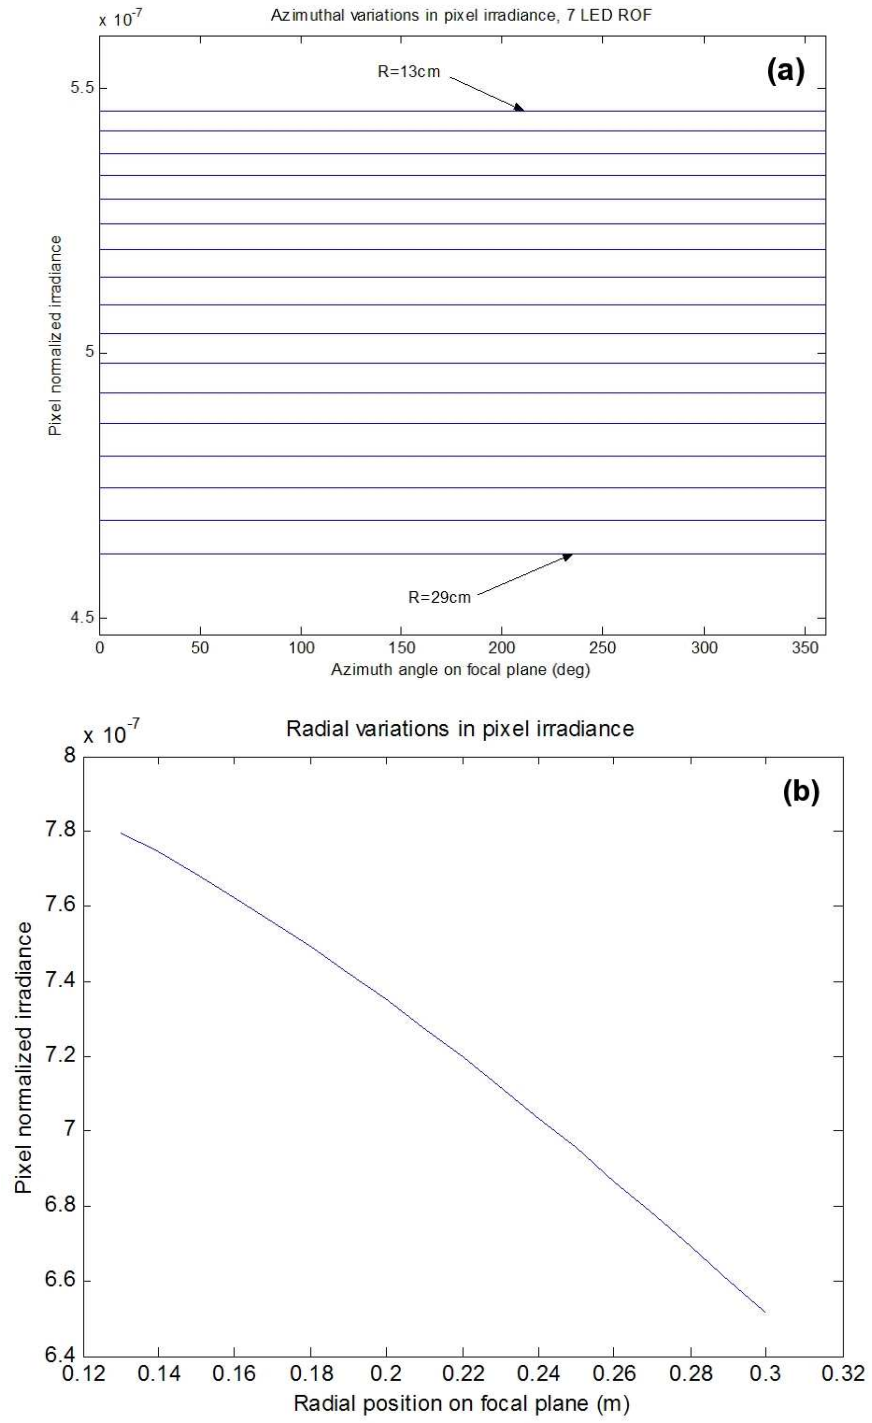 x 10-7
Azimuthal variations in pixel irradiance, 7 LED ROF
(a)
R=13cm
5.5
5
4.5
Pixel normalized irradiance
R=29cm
0 50 100 150 200 250 300 350
Azimuth angle on focal plane (deg)
x 10-7
Radial variations in pixel irradiance
(b)
8
7.8
7.6
7.4
7.2
7
6.8
6.6
6.4
Pixel normalized irradiance
0.12 0.14 0.16 0.18 0.2 0.22 0.24 0.26 0.28 0.3 0.32
Radial position on focal plane (m)